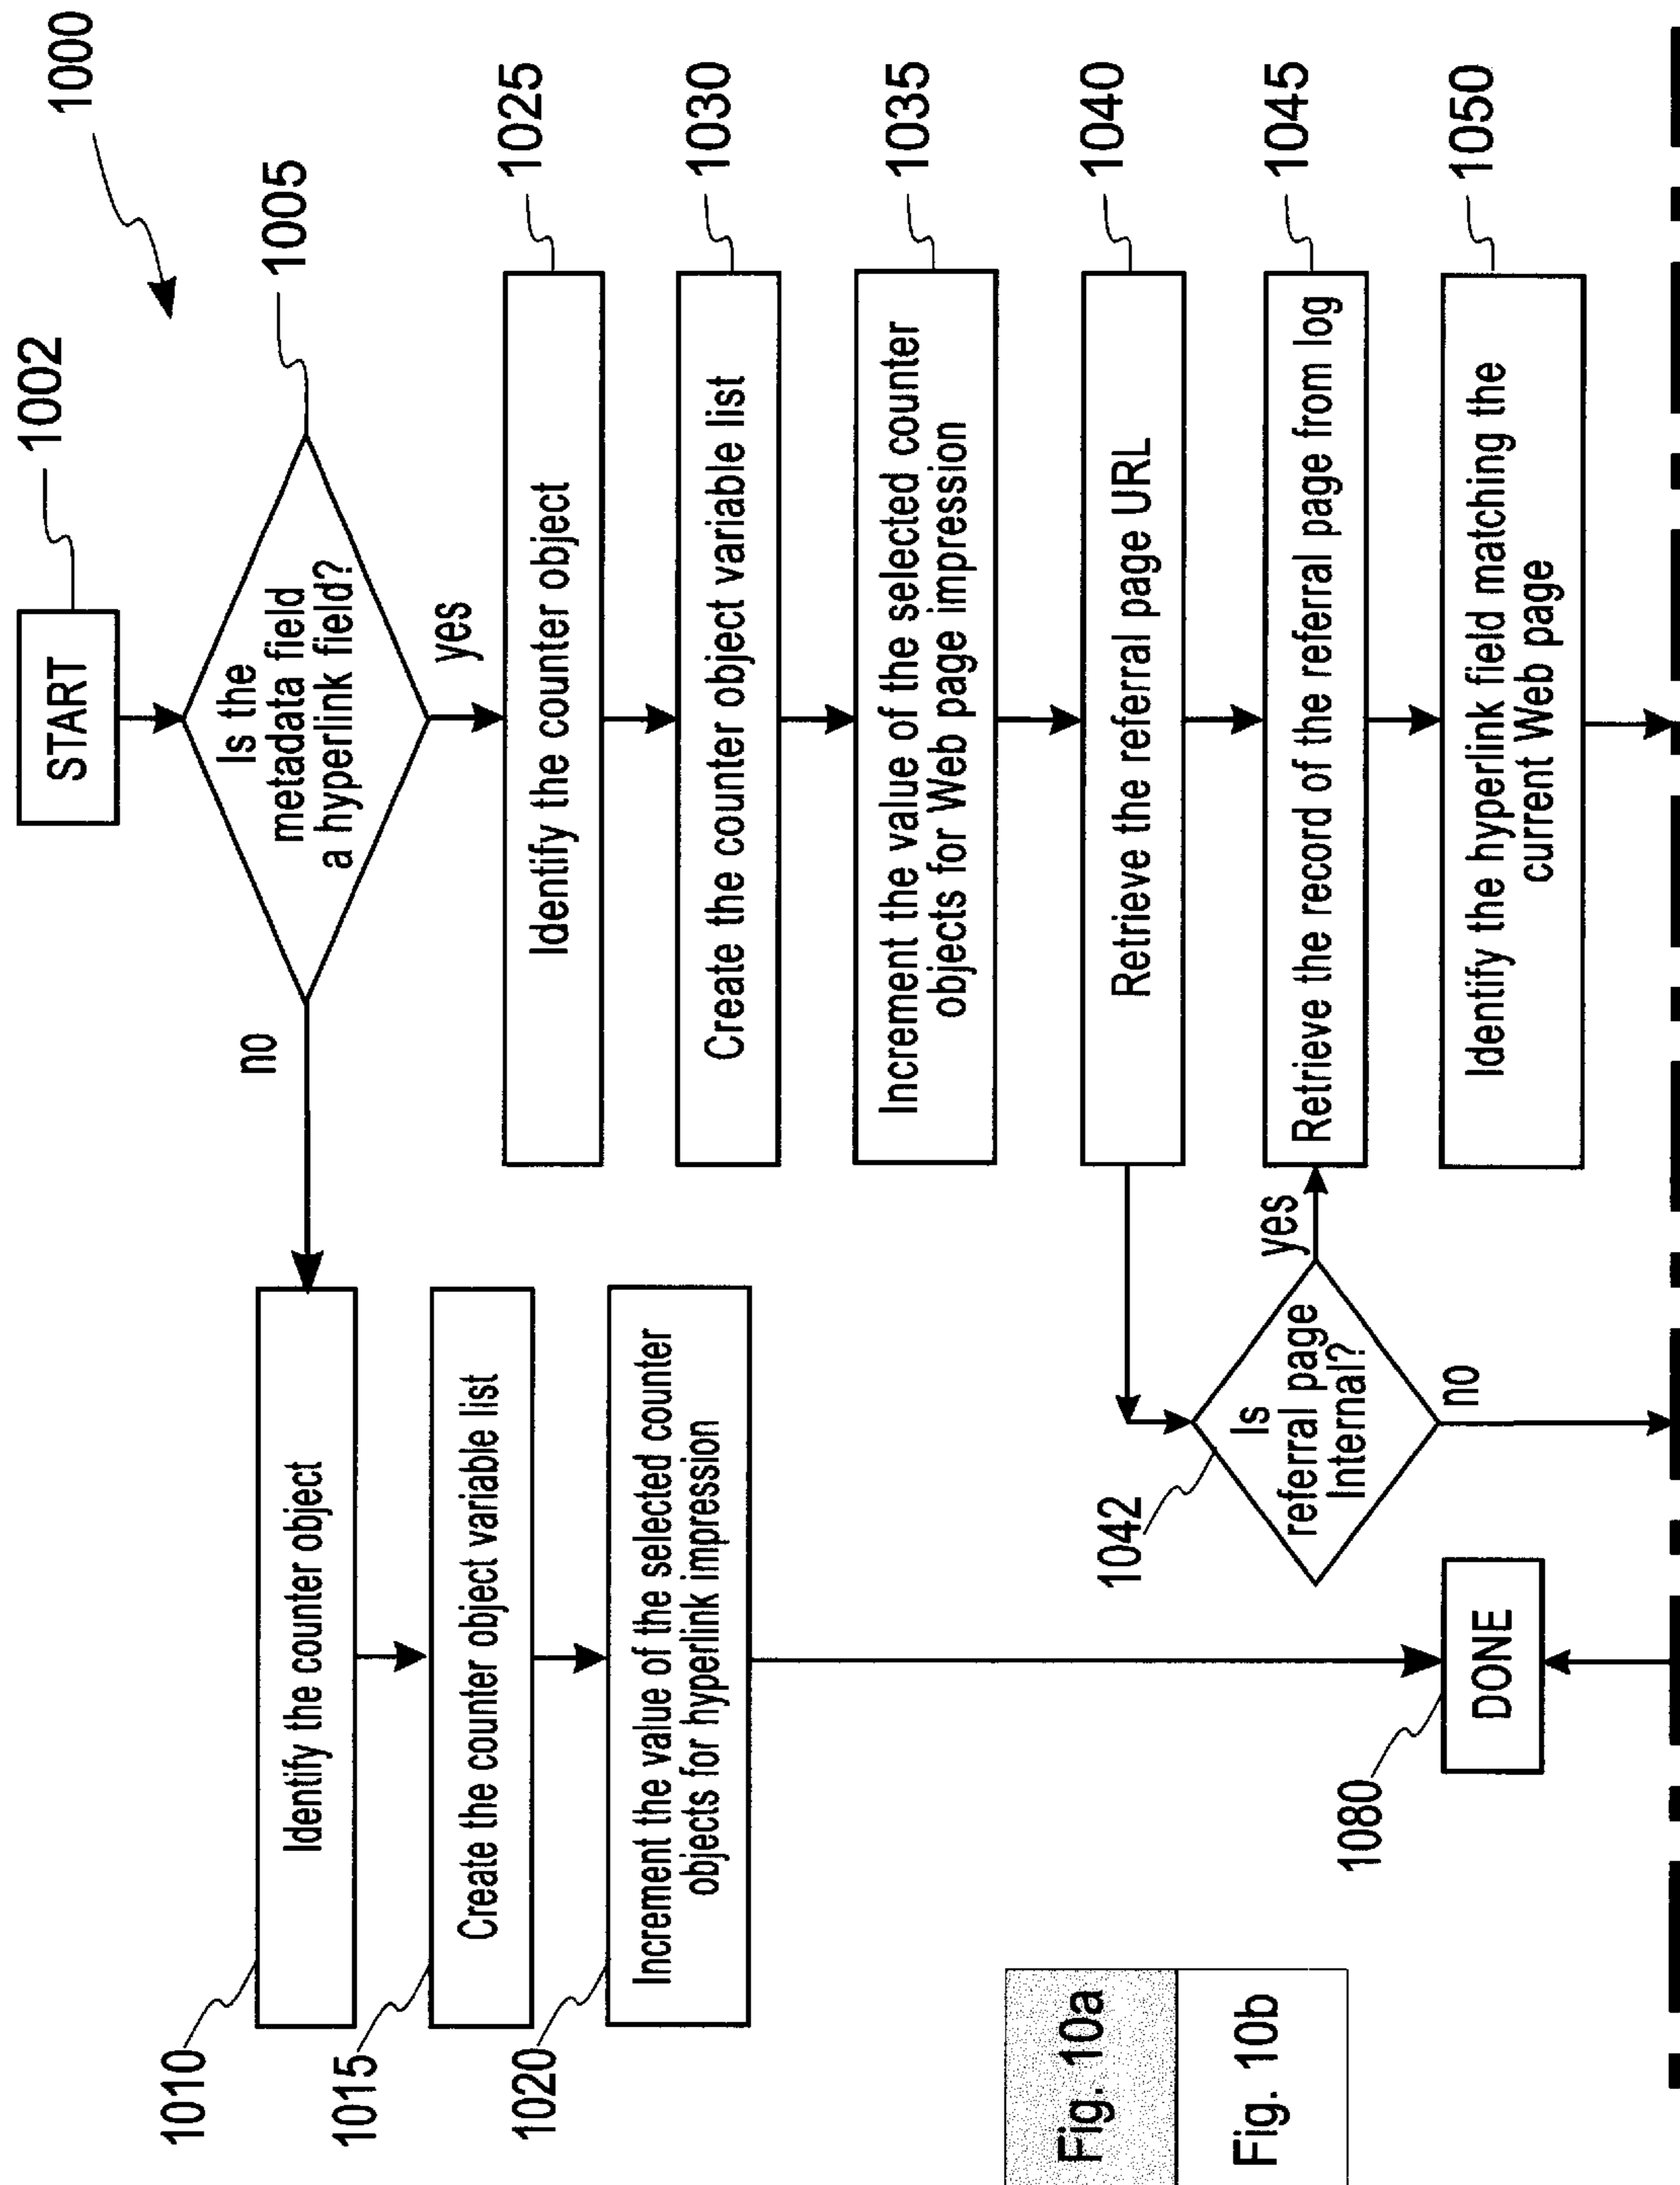 1000
START
1002
Is the
metadata field
a hyperlink field?
1005
no
yes
Identify the counter object
1010
Create the counter object variable list
1015
Increment the value of the selected counter
objects for hyperlink impression
1020
Identify the counter object
1025
Create the counter object variable list
1030
Increment the value of the selected counter
objects for Web page impression
1035
Retrieve the referral page URL
1040
Is
referral page
Internal?
1042
yes
no
Retrieve the record of the referral page from log
1045
Identify the hyperlink field matching the
current Web page
1050
DONE
1080
Fig. 10a
Fig. 10b